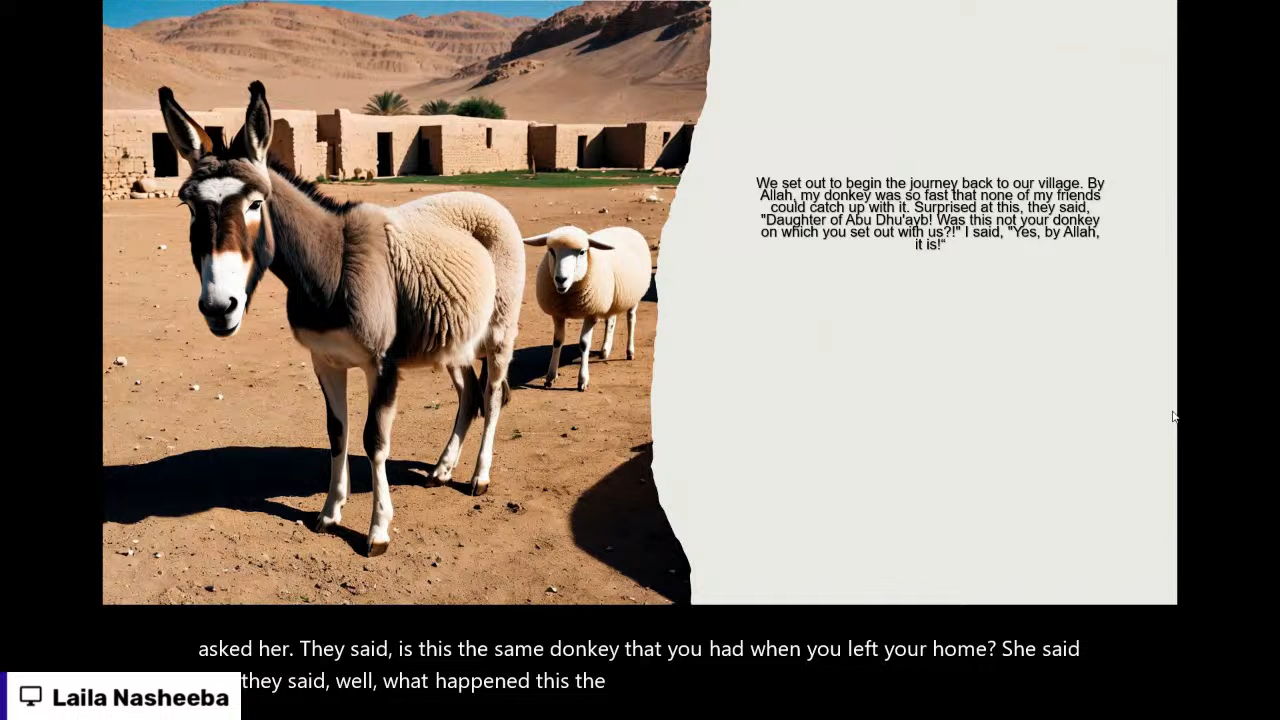 We set out to begin the journey back to our village. By
Allah, my donkey was so fast that none of my friends
could catch up with it. Surprised at this, they said,
"Daughter of Abu Dhu'ayb! Was this not your donkey
on which you set out with us?!" I said, "Yes, by Allah,
it is!“
asked her. They said, is this the same donkey that you had when you left your home? She said
they said, well, what happened this the
Laila Nasheeba